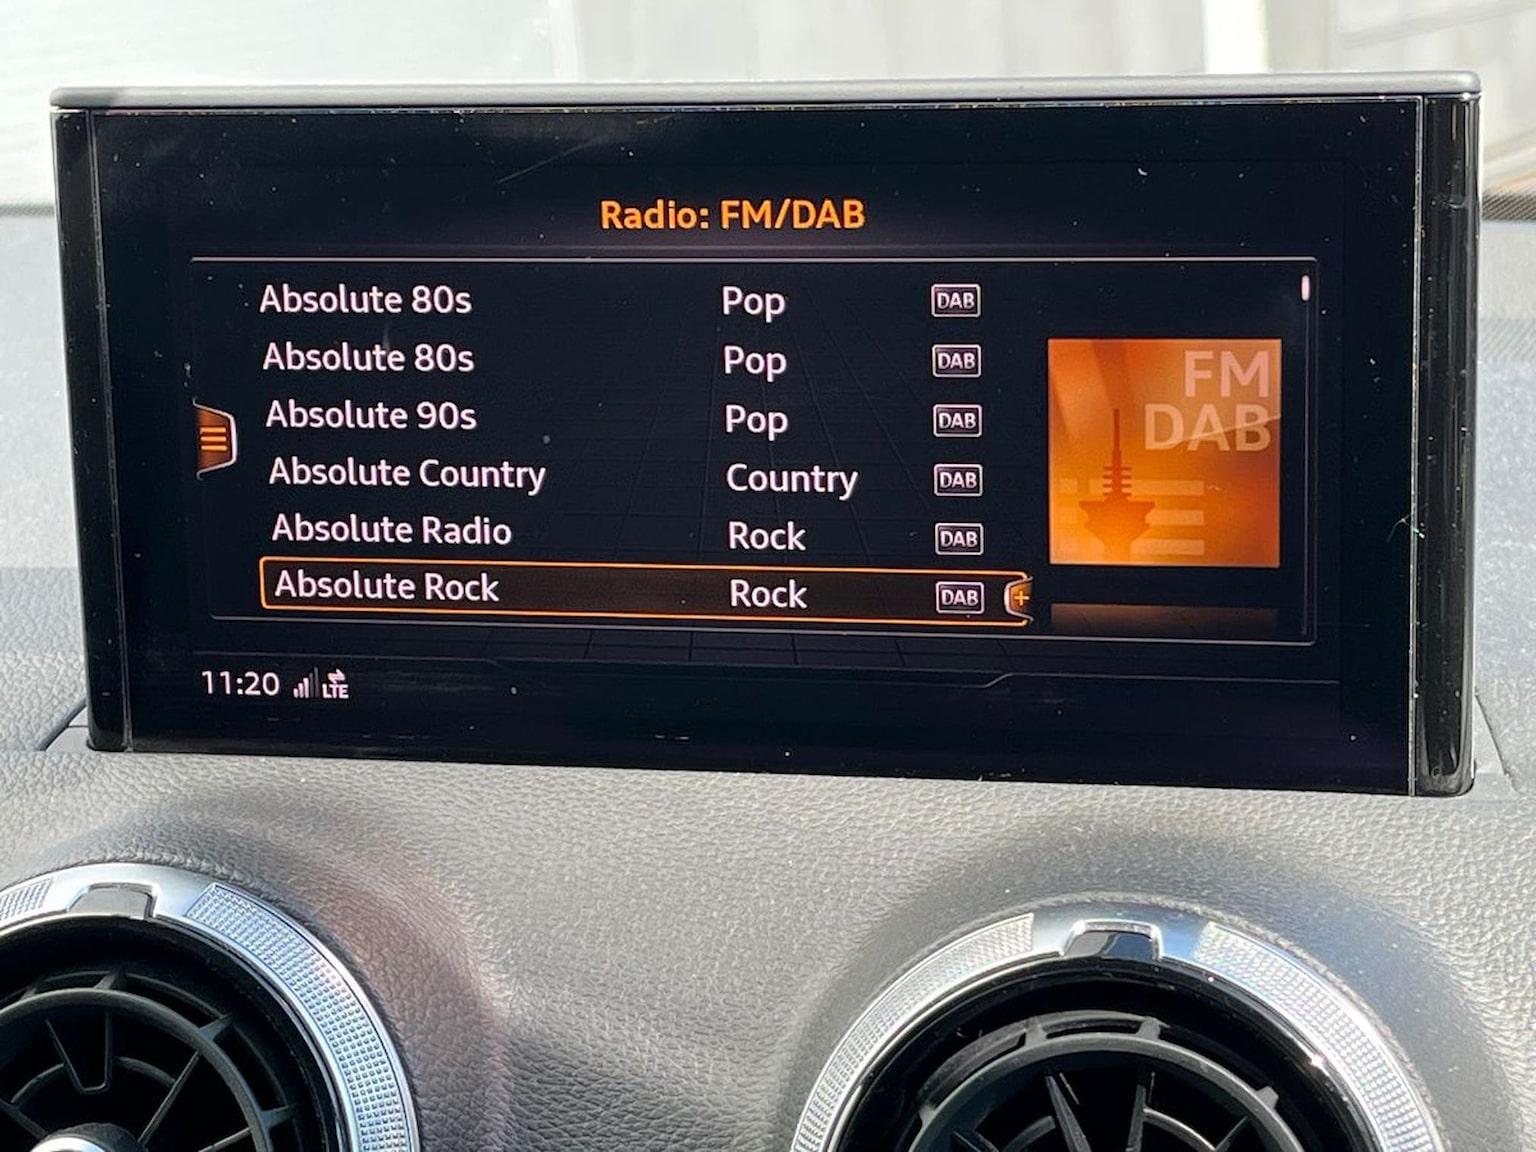 Radio: FM/DAB
Absolute 80s Pop DAB
Absolute 80s Pop DAB
Absolute 90s Pop DAB
Absolute Country Country DAB
Absolute Radio Rock DAB
Absolute Rock Rock DAB
FM
DAB
11:20 LTE